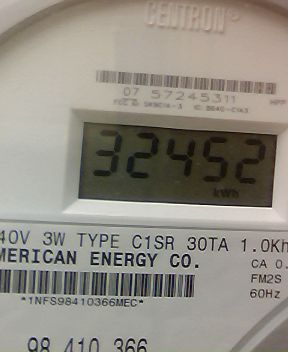 CENTRON®
07 57245311
32452
kWh
40V 3W TYPE C1SR 30TA 1.0Kh
MERICAN ENERGY CO.
CA 0.
FM2S
60Hz
*1NFS98410366MEC*
98 410 366